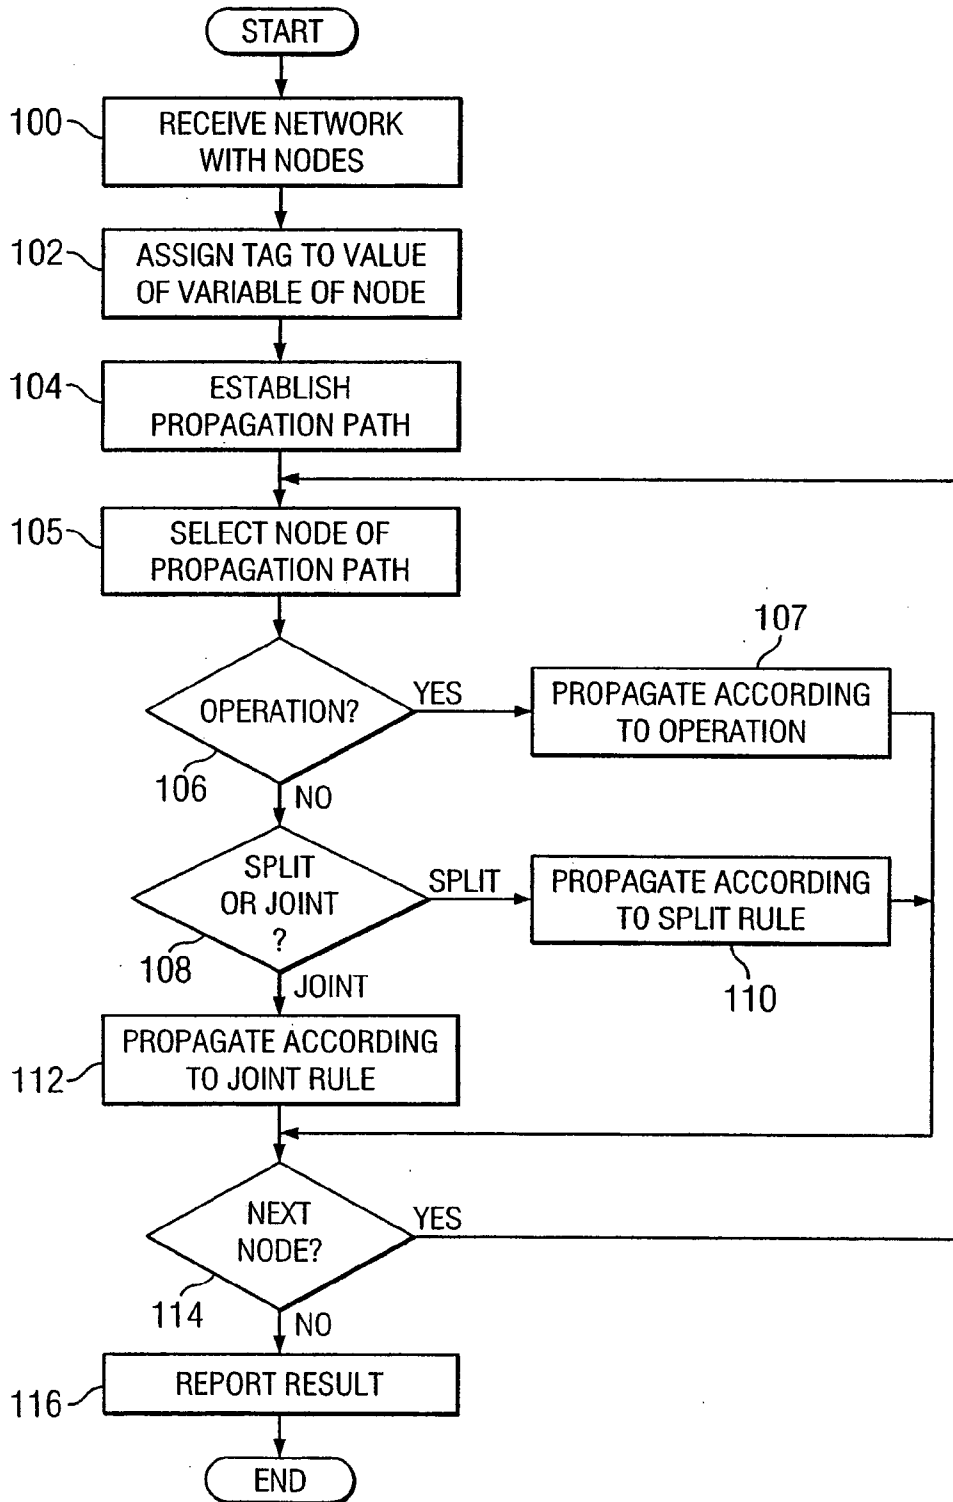 START
100
RECEIVE NETWORK
WITH NODES
102
ASSIGN TAG TO VALUE
OF VARIABLE OF NODE
104
ESTABLISH
PROPAGATION PATH
105
SELECT NODE OF
PROPAGATION PATH
106
OPERATION?
YES
107
PROPAGATE ACCORDING
TO OPERATION
NO
108
SPLIT
OR JOINT
?
SPLIT
PROPAGATE ACCORDING
TO SPLIT RULE
110
JOINT
112
PROPAGATE ACCORDING
TO JOINT RULE
114
NEXT
NODE?
YES
NO
116
REPORT RESULT
END